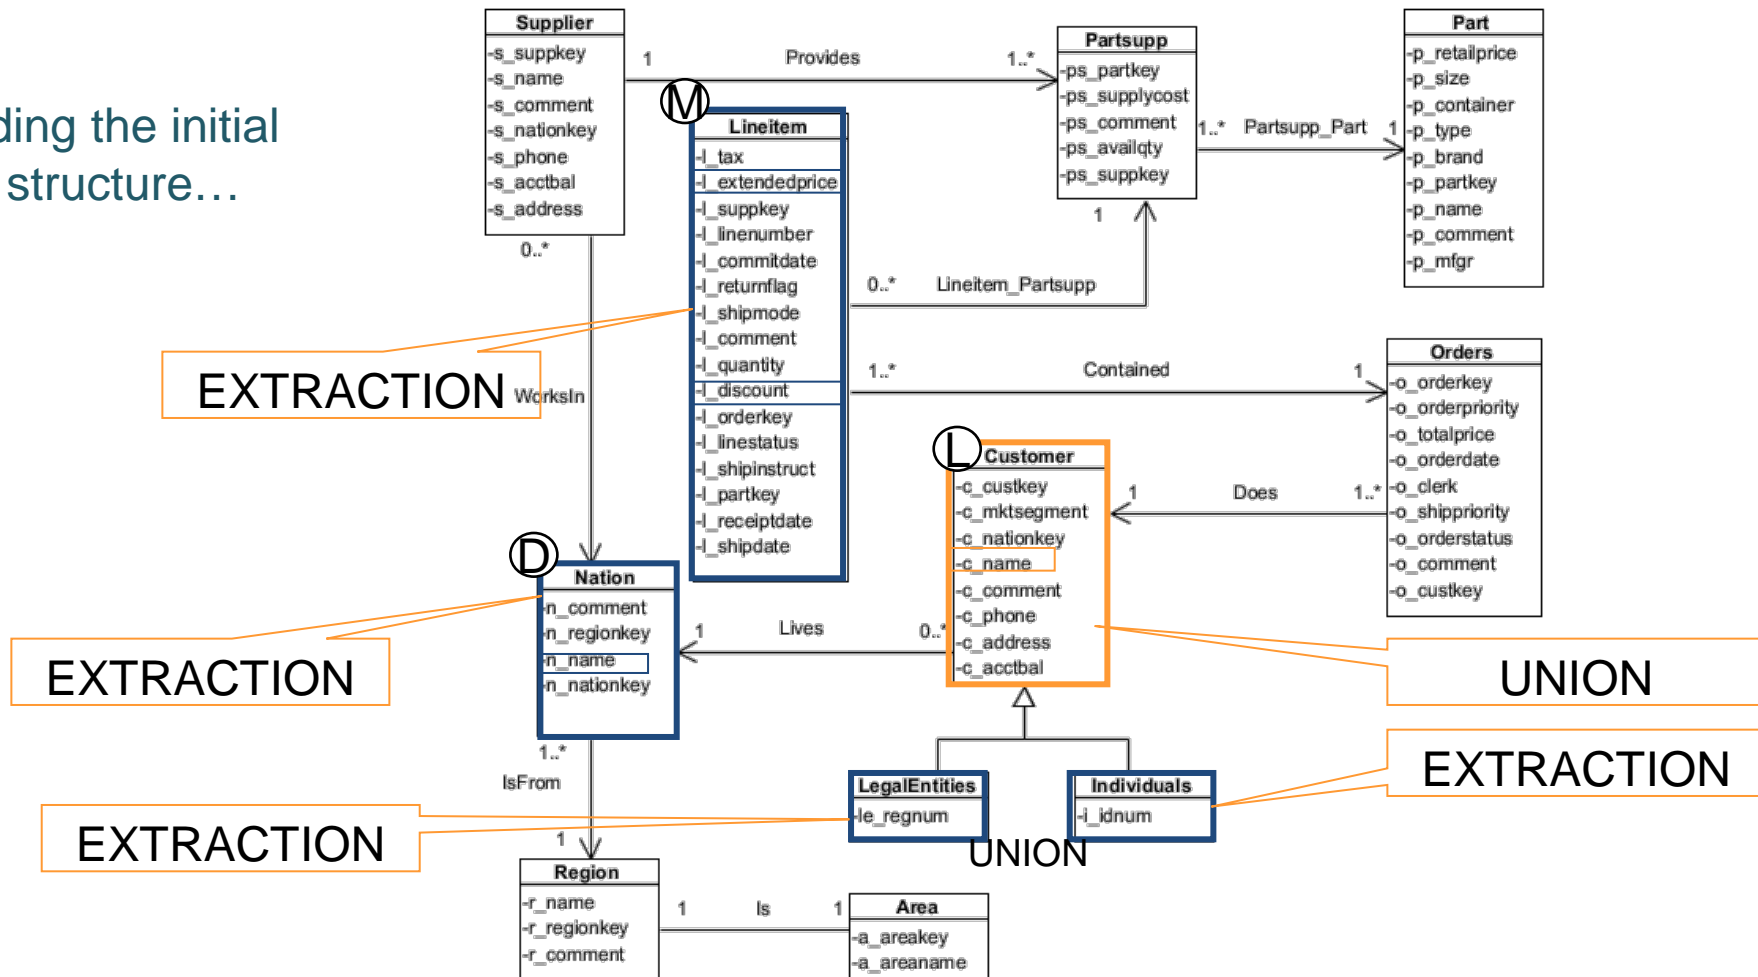 ding the initial
structure…
Supplier
-s_suppkey
-s_name
-s_comment
-s_nationkey
-s_phone
-s_acctbal
-s_address
1
Provides
1..*
Partsupp
-ps_partkey
-ps_supplycost
-ps_comment
-ps_availqty
-ps_suppkey
1..*
Partsupp_Part
1
Part
-p_retailprice
-p_size
-p_container
-p_type
-p_brand
-p_partkey
-p_name
-p_comment
-p_mfgr
M
Lineitem
-l_tax
-l_extendedprice
-l_suppkey
-l_linenumber
-l_commitdate
-l_returnflag
-l_shipmode
-l_comment
-l_quantity
-l_discount
-l_orderkey
-l_linestatus
-l_shipinstruct
-l_partkey
-l_receiptdate
-l_shipdate
0..*
1
0..*
Lineitem_Partsupp
EXTRACTION
WorksIn
1..*
Contained
1
Orders
-o_orderkey
-o_orderpriority
-o_totalprice
-o_orderdate
-o_clerk
-o_shippriority
-o_orderstatus
-o_comment
-o_custkey
L
Customer
-c_custkey
-c_mktsegment
-c_nationkey
-c_name
-c_comment
-c_phone
-c_address
-c_acctbal
1
Does
1..*
D
Nation
-n_comment
-n_regionkey
-n_name
-n_nationkey
1
Lives
0..*
EXTRACTION
UNION
1..*
IsFrom
1
LegalEntities
-le_regnum
Individuals
-i_idnum
EXTRACTION
EXTRACTION
UNION
Region
-r_name
-r_regionkey
-r_comment
1
Is
1
Area
-a_areakey
-a_areaname